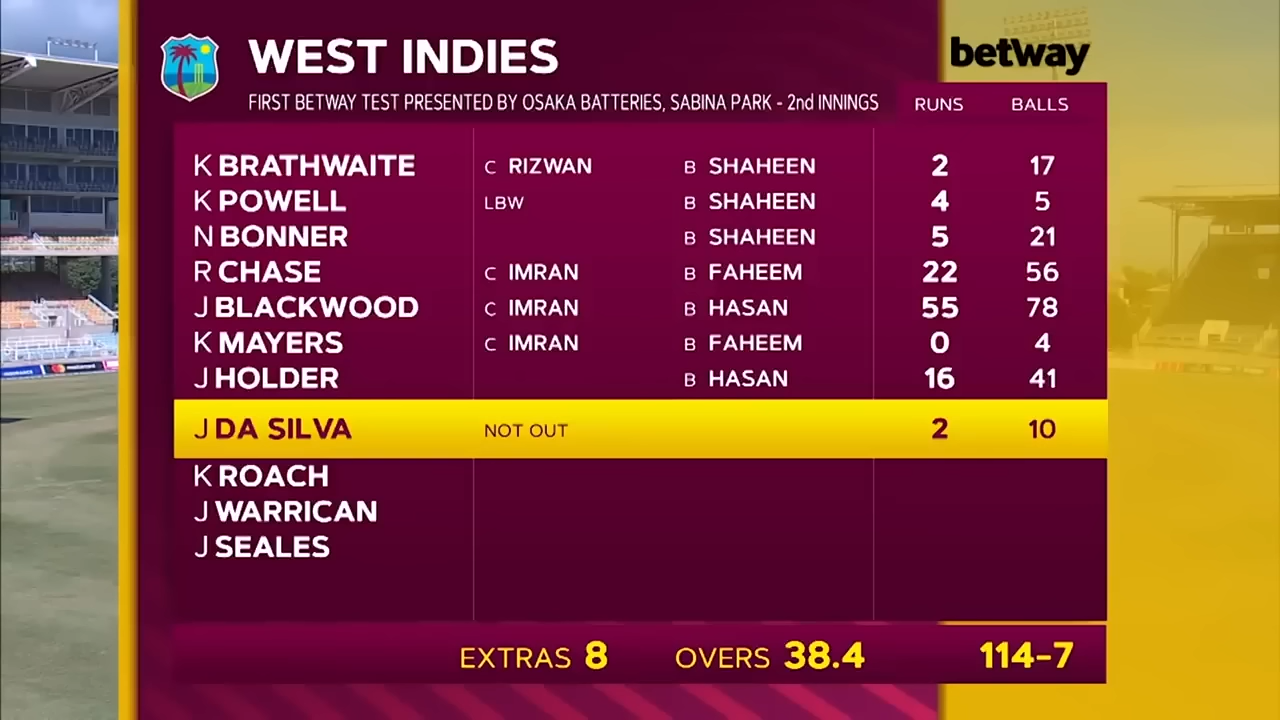 WEST INDIES
betway
FIRST BETWAY TEST PRESENTED BY OSAKA BATTERIES, SABINA PARK - 2nd INNINGS RUNS BALLS
K BRATHWAITE C RIZWAN B SHAHEEN 2 17
K POWELL LBW B SHAHEEN 4 5
N BONNER B SHAHEEN 5 21
R CHASE C IMRAN B FAHEEM 22 56
J BLACKWOOD C IMRAN B HASAN 55 78
K MAYERS C IMRAN B FAHEEM 0 4
J HOLDER B HASAN 16 41
J DA SILVA NOT OUT 2 10
K ROACH
J WARRICAN
J SEALES
EXTRAS 8 OVERS 38.4 114-7
mastercard